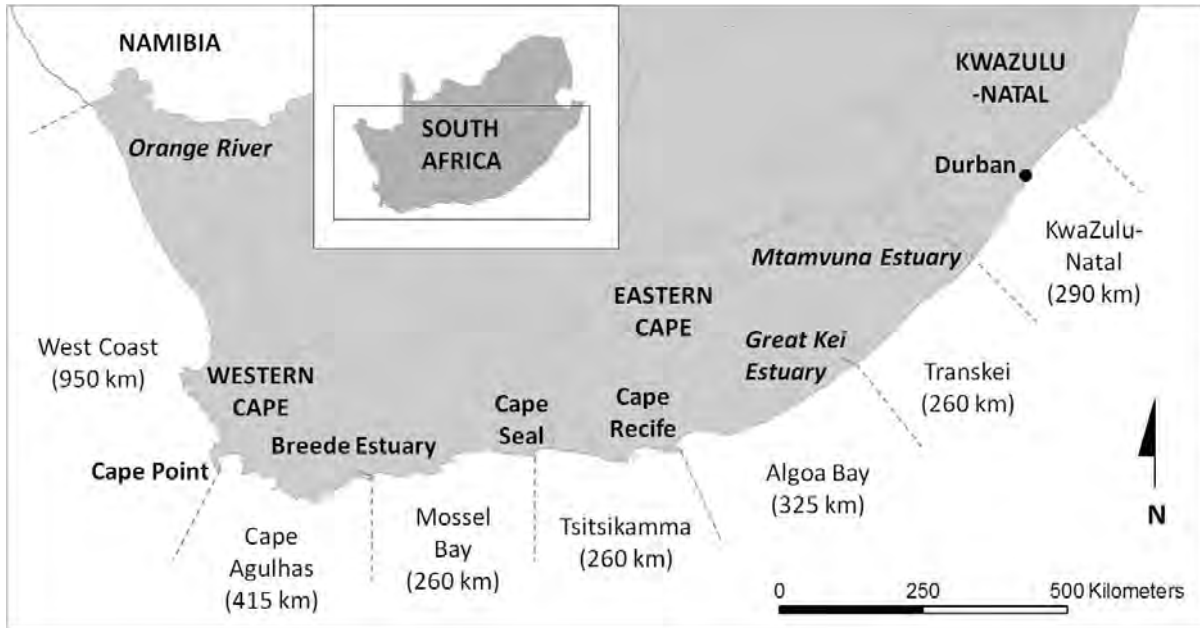 NAMIBIA
Orange River
SOUTH
AFRICA
KWAZULU
-NATAL
Durban
KwaZulu-
Natal
(290 km)
Mtamvuna Estuary
EASTERN
CAPE
Great Kei
Estuary
Transkei
(260 km)
West Coast
(950 km)
WESTERN
CAPE
Cape
Seal
Cape
Recife
Breede Estuary
Cape Point
Algoa Bay
(325 km)
Mossel
Bay
(260 km)
Tsitsikamma
(260 km)
Cape
Agulhas
(415 km)
N
0 250 500 Kilometers